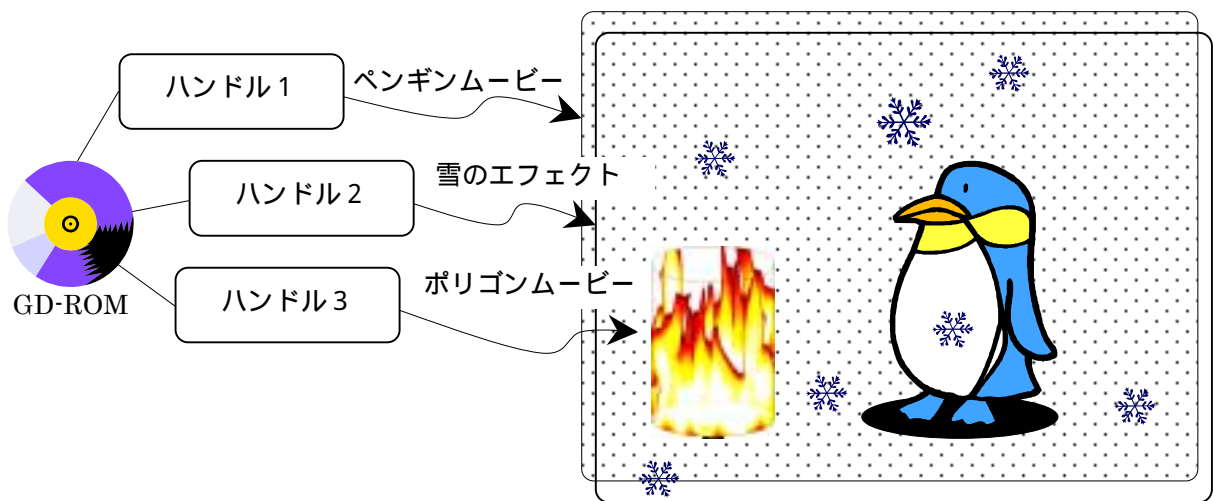 ハンドル1
ペンギンムービー
ハンドル2
雪のエフェクト
ハンドル3
ポリゴンムービー
GD-ROM